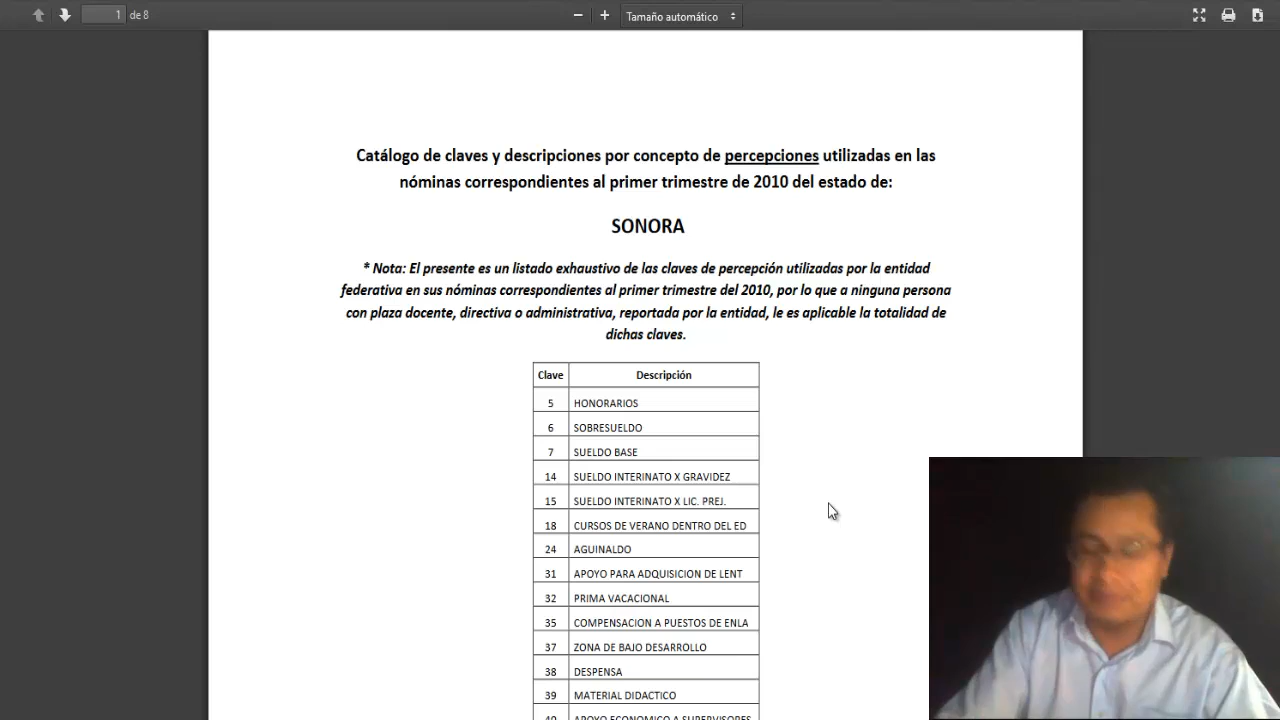 1 de 8
Tamaño automático
Catálogo de claves y descripciones por concepto de percepciones utilizadas en las
nóminas correspondientes al primer trimestre de 2010 del estado de:
SONORA
* Nota: El presente es un listado exhaustivo de las claves de percepción utilizadas por la entidad
federativa en sus nóminas correspondientes al primer trimestre del 2010, por lo que a ninguna persona
con plaza docente, directiva o administrativa, reportada por la entidad, le es aplicable la totalidad de
dichas claves.
Clave Descripción
5 HONORARIOS
6 SOBRESUELDO
7 SUELDO BASE
14 SUELDO INTERINATO X GRAVIDEZ
15 SUELDO INTERINATO X LIC. PREJ.
18 CURSOS DE VERANO DENTRO DEL ED
24 AGUINALDO
31 APOYO PARA ADQUISICION DE LENT
32 PRIMA VACACIONAL
35 COMPENSACION A PUESTOS DE ENLA
37 ZONA DE BAJO DESARROLLO
38 DESPENSA
39 MATERIAL DIDACTICO
40 APOYO ECONOMICO A SUPERVISORES